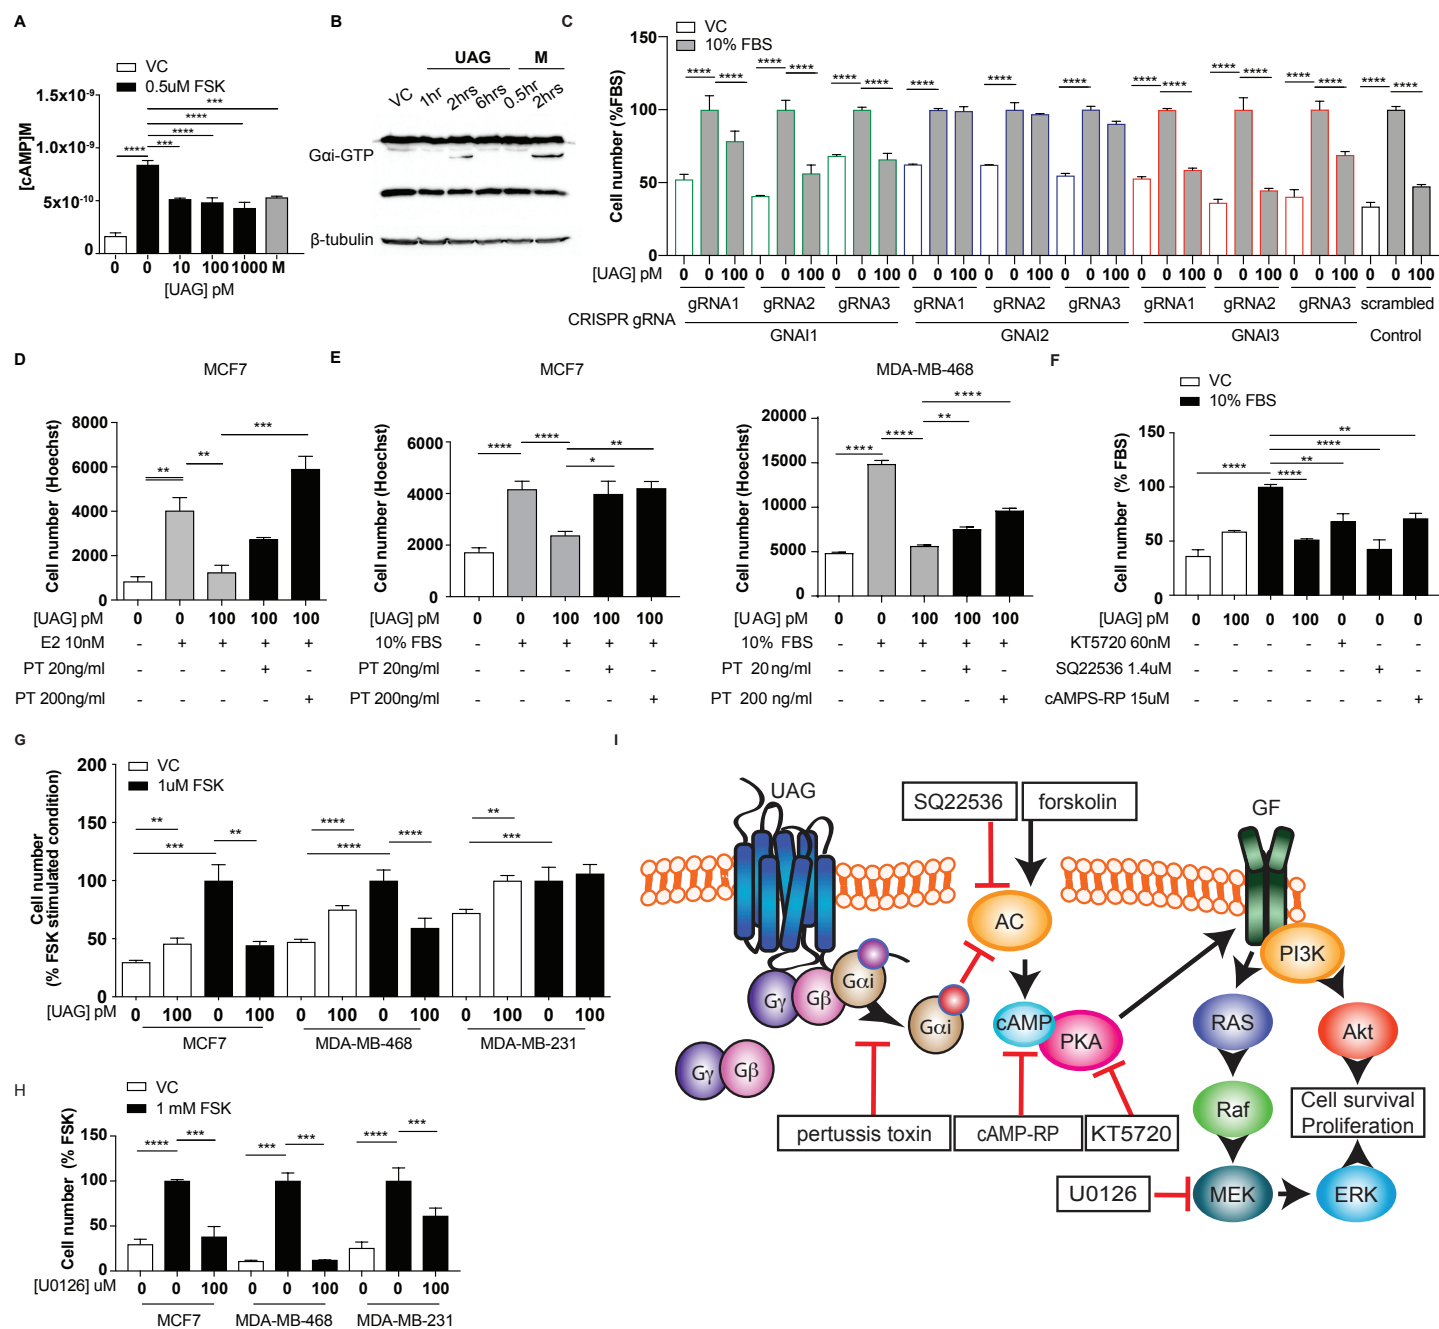 A
VC
0.5uM FSK
1.5x10-9
1.0x10-9
5x10-10
0
[cAMP]M
***
****
****
**** ***
0 0 10 100 1000 M
[UAG] pM
B
UAG M
VC 1hr 2hrs 6hrs 0.5hr 2hrs
Gαi-GTP
β-tubulin
C
VC
10% FBS
Cell number (%FBS)
150
100
50
0
**** **** **** **** **** **** **** **** **** **** **** **** **** **** **** **** ****
[UAG] pM 0 0 100 0 0 100 0 0 100 0 0 100 0 0 100 0 0 100 0 0 100 0 0 100 0 0 100 0 0 100
CRISPR gRNA gRNA1 gRNA2 gRNA3 gRNA1 gRNA2 gRNA3 gRNA1 gRNA2 gRNA3 scrambled
GNAI1 GNAI2 GNAI3 Control
D
MCF7
Cell number (Hoechst)
8000
6000
4000
2000
0
***
** **
[UAG] pM 0 0 100 100 100
E2 10nM - + + + +
PT 20ng/ml - - - + -
PT 200ng/ml - - - - +
E
MCF7
Cell number (Hoechst)
6000
4000
2000
0
**** **** **
*
[UAG] pM 0 0 100 100 100
10% FBS - + + + +
PT 20ng/ml - - - + -
PT 200ng/ml - - - - +
MDA-MB-468
Cell number (Hoechst)
20000
15000
10000
5000
0
****
**
**** ****
[UAG] pM 0 0 100 100 100
10% FBS - + + + +
PT 20ng/ml - - - + -
PT 200 ng/ml - - - - +
F
VC
10% FBS
Cell number (% FBS)
150
100
50
0
**
****
**
**** ****
[UAG] pM 0 100 0 100 0 0 0
KT5720 60nM - - - - + - -
SQ22536 1.4uM - - - - - + -
cAMPS-RP 15uM - - - - - - +
G
VC
1uM FSK
Cell number
(% FSK stimulated condition)
200
150
100
50
0
** *** ** **** **** **** ** ***
[UAG] pM 0 100 0 100 0 100 0 100 0 100 0 100
MCF7 MDA-MB-468 MDA-MB-231
H
VC
1 mM FSK
Cell number (% FSK)
150
100
50
0
**** *** *** *** **** ***
[U0126] uM 0 0 100 0 0 100 0 0 100
MCF7 MDA-MB-468 MDA-MB-231
I
UAG
SQ22536
forskolin
GF
AC
PI3K
Gγ
Gβ
Gαi
Gαi
cAMP
PKA
RAS
Akt
Gγ
Gβ
Raf
Cell survival
Proliferation
pertussis toxin
cAMP-RP
KT5720
U0126
MEK
ERK